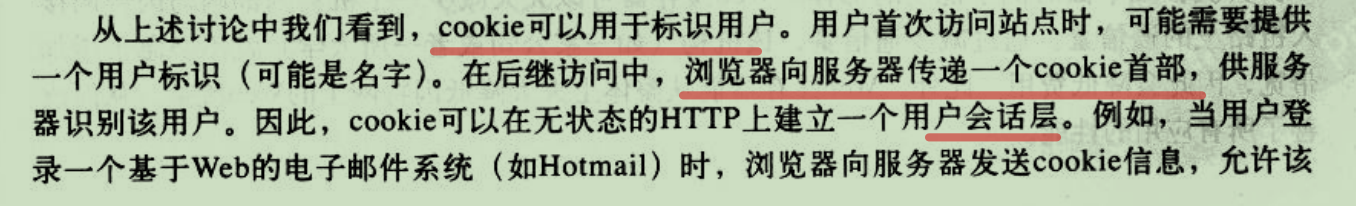 从上述讨论中我们看到，cookie可以用于标识用户。用户首次访问站点时，可能需要提供
一个用户标识（可能是名字）。在后继访问中，浏览器向服务器传递一个cookie首部，供服务
器识别该用户。因此，cookie可以在无状态的HTTP上建立一个用户会话层。例如，当用户登
录一个基于Web的电子邮件系统（如Hotmail）时，浏览器向服务器发送cookie信息，允许该